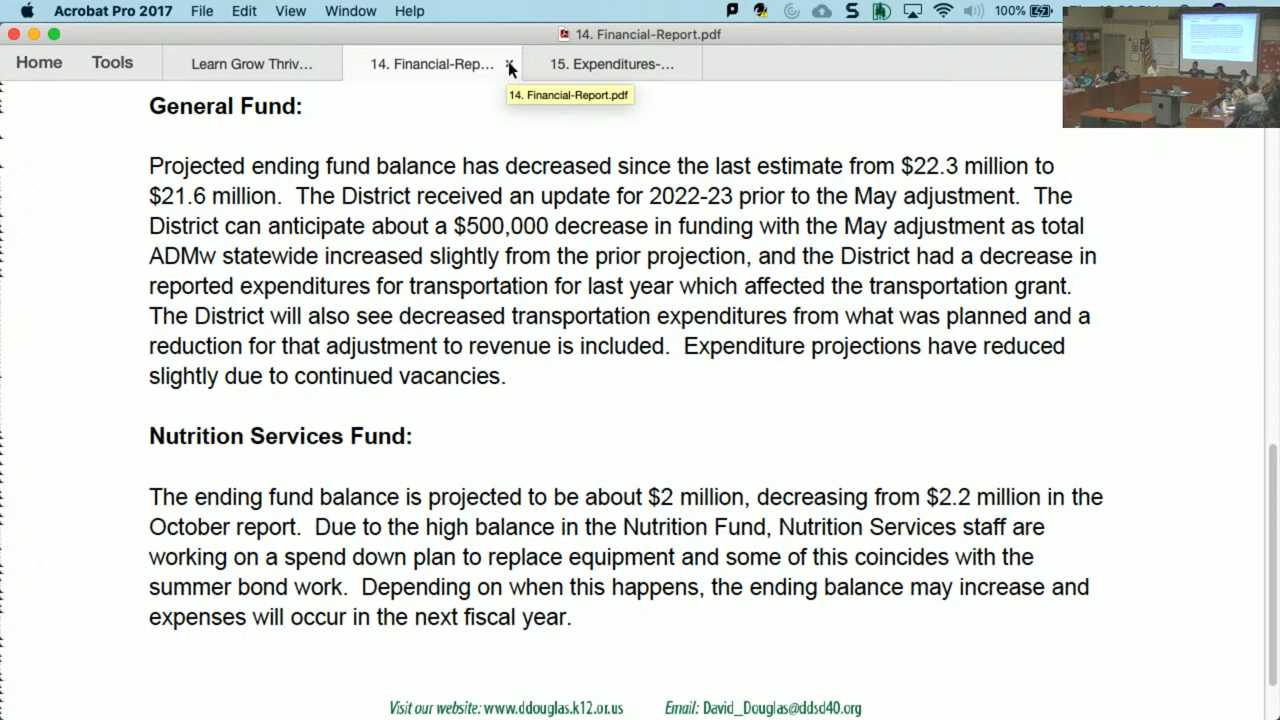 Acrobat Pro 2017 File Edit View Window Help 100%
14. Financial-Report.pdf
Home Tools Learn Grow Thriv... 14. Financial-Rep... 15. Expenditures-...
14. Financial-Report.pdf
General Fund:
Projected ending fund balance has decreased since the last estimate from $22.3 million to
$21.6 million. The District received an update for 2022-23 prior to the May adjustment. The
District can anticipate about a $500,000 decrease in funding with the May adjustment as total
ADMw statewide increased slightly from the prior projection, and the District had a decrease in
reported expenditures for transportation for last year which affected the transportation grant.
The District will also see decreased transportation expenditures from what was planned and a
reduction for that adjustment to revenue is included. Expenditure projections have reduced
slightly due to continued vacancies.
Nutrition Services Fund:
The ending fund balance is projected to be about $2 million, decreasing from $2.2 million in the
October report. Due to the high balance in the Nutrition Fund, Nutrition Services staff are
working on a spend down plan to replace equipment and some of this coincides with the
summer bond work. Depending on when this happens, the ending balance may increase and
expenses will occur in the next fiscal year.
Visit our website: www.ddouglas.k12.or.us Email: David_Douglas@ddsd40.org